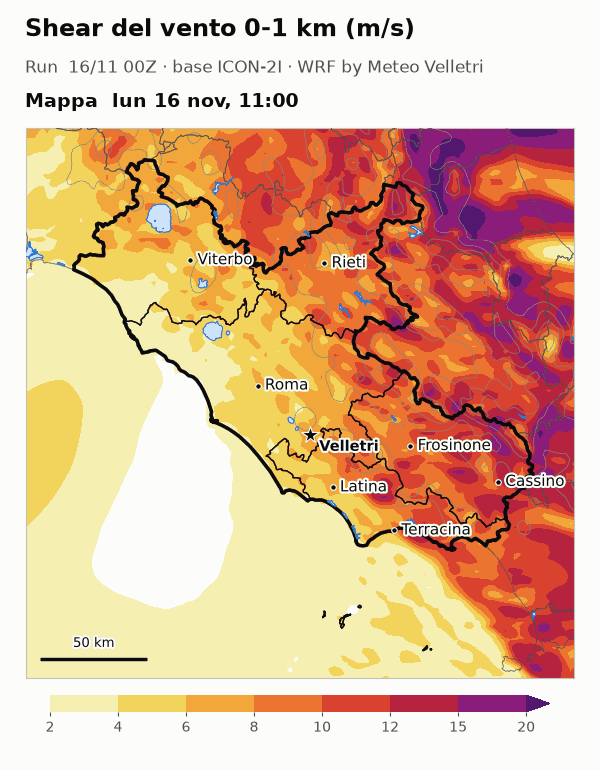 Shear del vento 0-1 km (m/s)
Run  16/11 00Z · base ICON-2I · WRF by Meteo Velletri
Mappa  lun 16 nov, 11:00
Viterbo
Rieti
Roma
Velletri
Frosinone
Cassino
Latina
Terracina
50 km
2 4 6 8 10 12 15 20